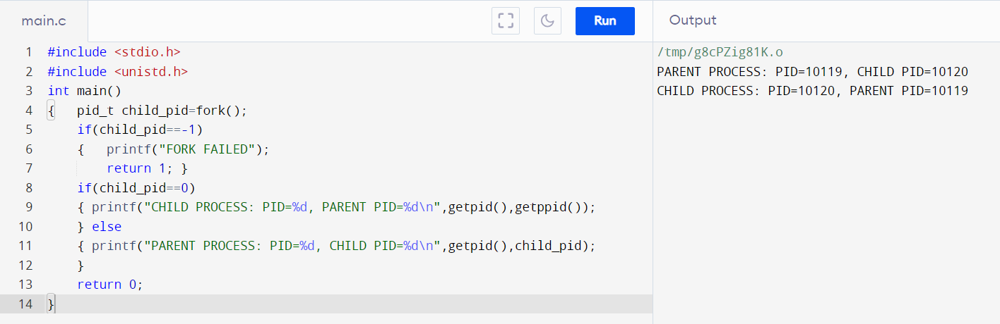 main.c
Run
Output
1 #include <stdio.h>
2 #include <unistd.h>
3 int main()
4 {   pid_t child_pid=fork();
5     if(child_pid==-1)
6     {   printf("FORK FAILED");
7         return 1; }
8     if(child_pid==0)
9     { printf("CHILD PROCESS: PID=%d, PARENT PID=%d\n",getpid(),getppid());
10     } else
11     { printf("PARENT PROCESS: PID=%d, CHILD PID=%d\n",getpid(),child_pid);
12     }
13     return 0;
14 }
/tmp/g8cPZig81K.o
PARENT PROCESS: PID=10119, CHILD PID=10120
CHILD PROCESS: PID=10120, PARENT PID=10119